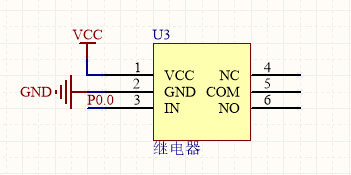 VCC U3
1 VCC NC 4
GND 2 GND COM 5
P0.0 3 IN NO 6
继电器